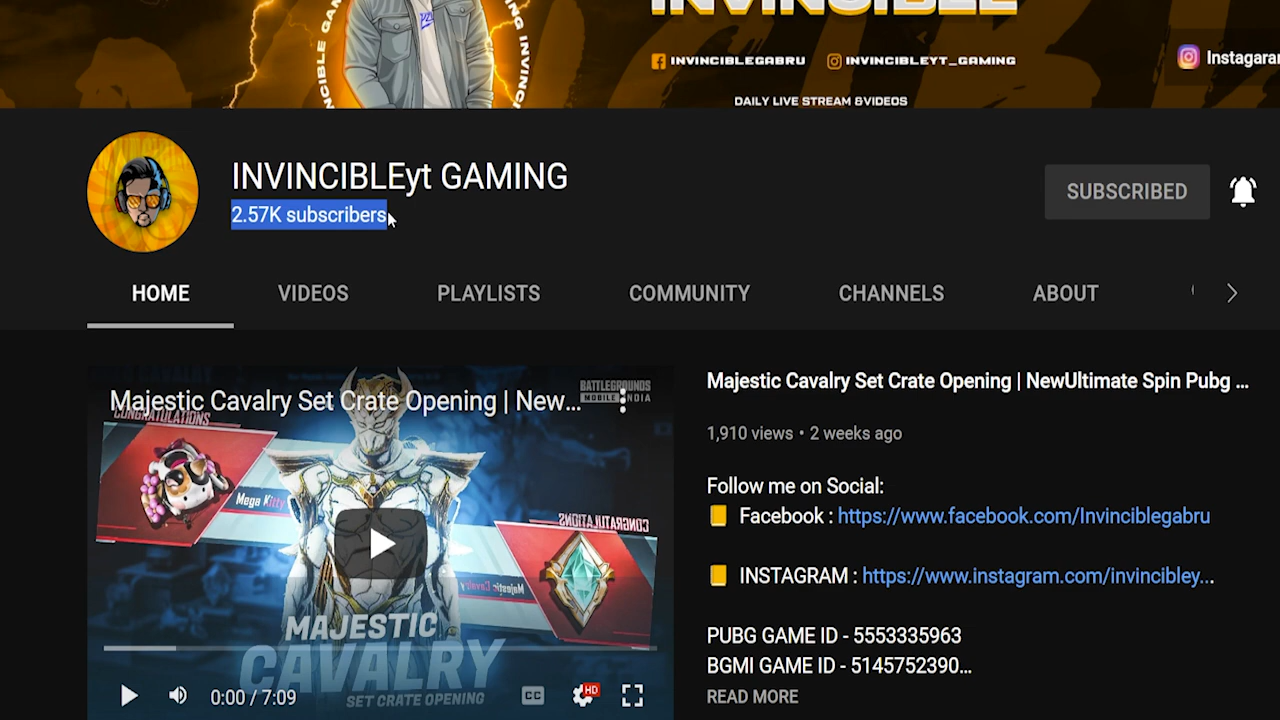 INVINCIBLE
INVINCIBLEGABRU
INVINCIBLEYT_GAMING
DAILY LIVE STREAM &VIDEOS
INVINCIBLEyt GAMING
2.57K subscribers
SUBSCRIBED
HOME
VIDEOS
PLAYLISTS
COMMUNITY
CHANNELS
ABOUT
Majestic Cavalry Set Crate Opening | New...
BATTLEGROUNDS
CONGRATULATIONS
Mega Kitty
CONGRATULATIONS
MAJESTIC
CAVALRY
SET CRATE OPENING
0:00 / 7:09
CC
HD
Majestic Cavalry Set Crate Opening | NewUltimate Spin Pubg ...
1,910 views • 2 weeks ago
Follow me on Social:
Facebook : https://www.facebook.com/Invinciblegabru
INSTAGRAM : https://www.instagram.com/invincibley...
PUBG GAME ID - 5553335963
BGMI GAME ID - 5145752390...
READ MORE